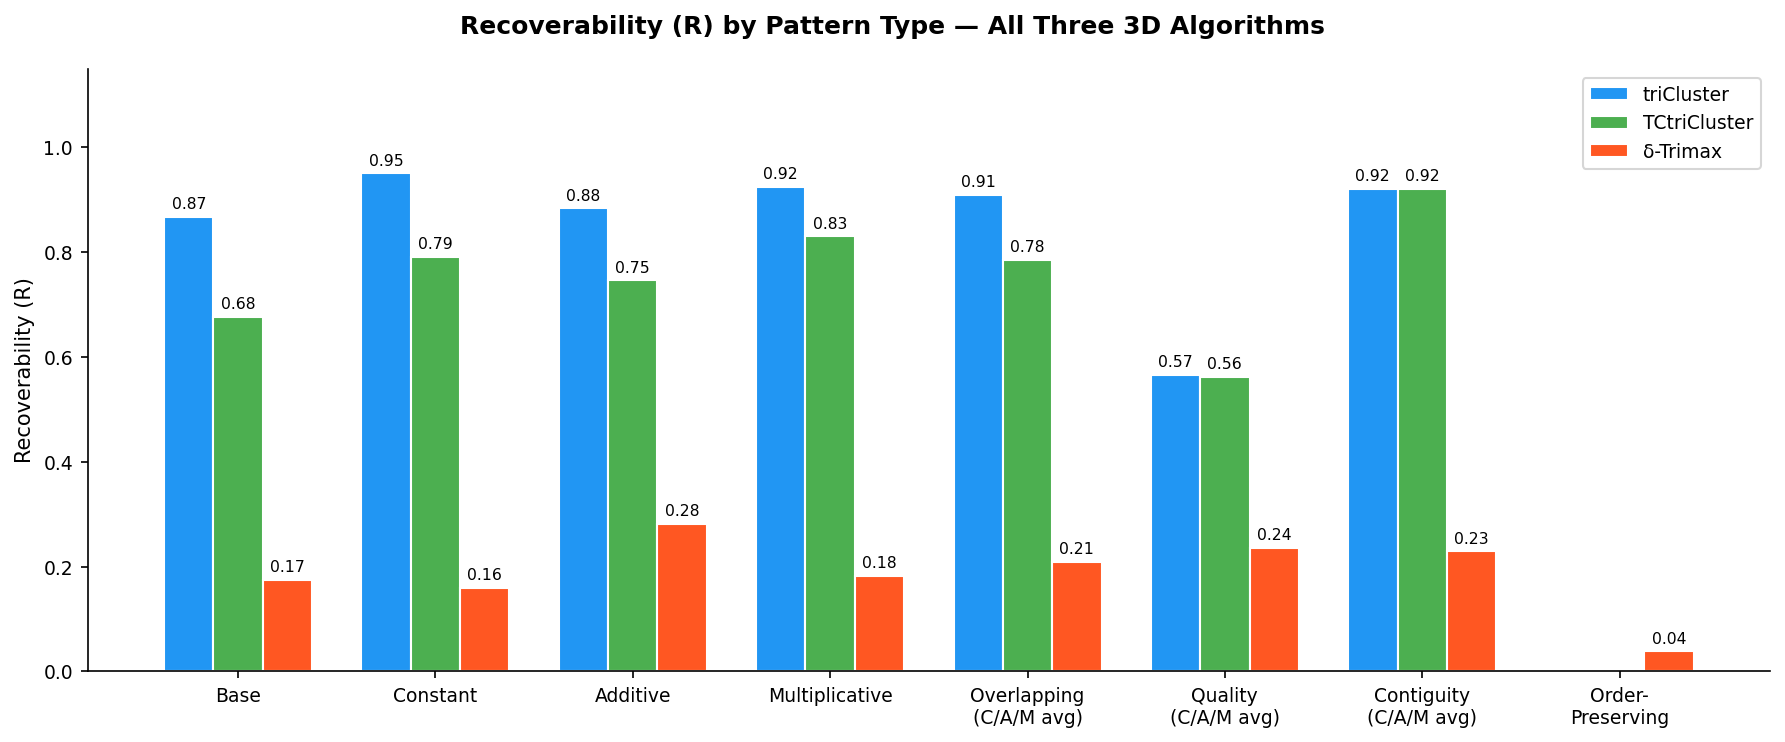 Recoverability (R) by Pattern Type — All Three 3D Algorithms
triCluster
TCtriCluster
δ-Trimax
Recoverability (R)
1.0
0.8
0.6
0.4
0.2
0.0
0.87
0.68
0.17
0.95
0.79
0.16
0.88
0.75
0.28
0.92
0.83
0.18
0.91
0.78
0.21
0.57
0.56
0.24
0.92
0.92
0.23
0.04
Base
Constant
Additive
Multiplicative
Overlapping
(C/A/M avg)
Quality
(C/A/M avg)
Contiguity
(C/A/M avg)
Order-
Preserving